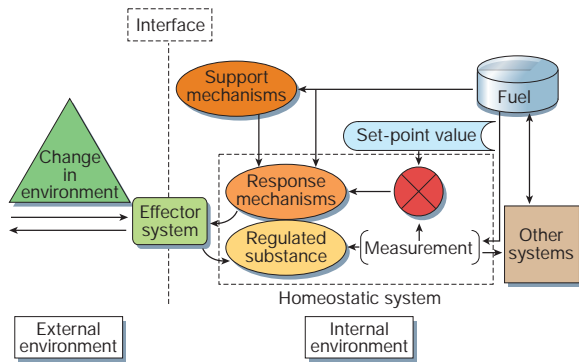 Interface
Support
mechanisms
Fuel
Set-point value
Change
in
environment
Effector
system
Response
mechanisms
Regulated
substance
Measurement
Other
systems
Homeostatic system
External
environment
Internal
environment